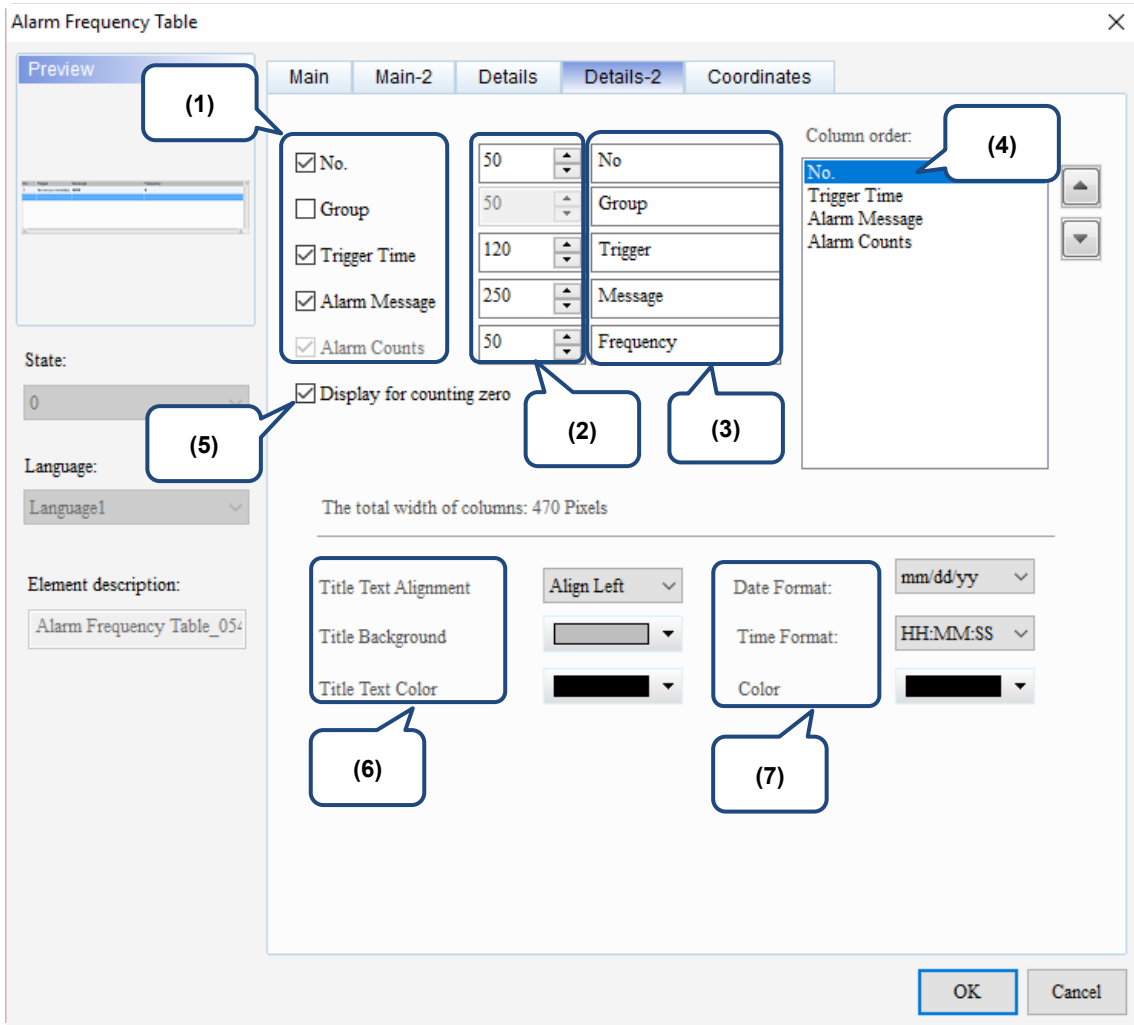 Alarm Frequency Table
Preview
Main Main-2 Details Details-2 Coordinates
(1)
Column order:
(4)
No. 50 No
Group 50 Group
Trigger Time 120 Trigger
Alarm Message 250 Message
Alarm Counts 50 Frequency
Display for counting zero
No.
Trigger Time
Alarm Message
Alarm Counts
(2)
(3)
(5)
State:
0
Language:
Language1
Element description:
Alarm Frequency Table_054
The total width of columns: 470 Pixels
Title Text Alignment Align Left
Title Background
Title Text Color
(6)
Date Format: mm/dd/yy
Time Format: HH:MM:SS
Color
(7)
OK Cancel